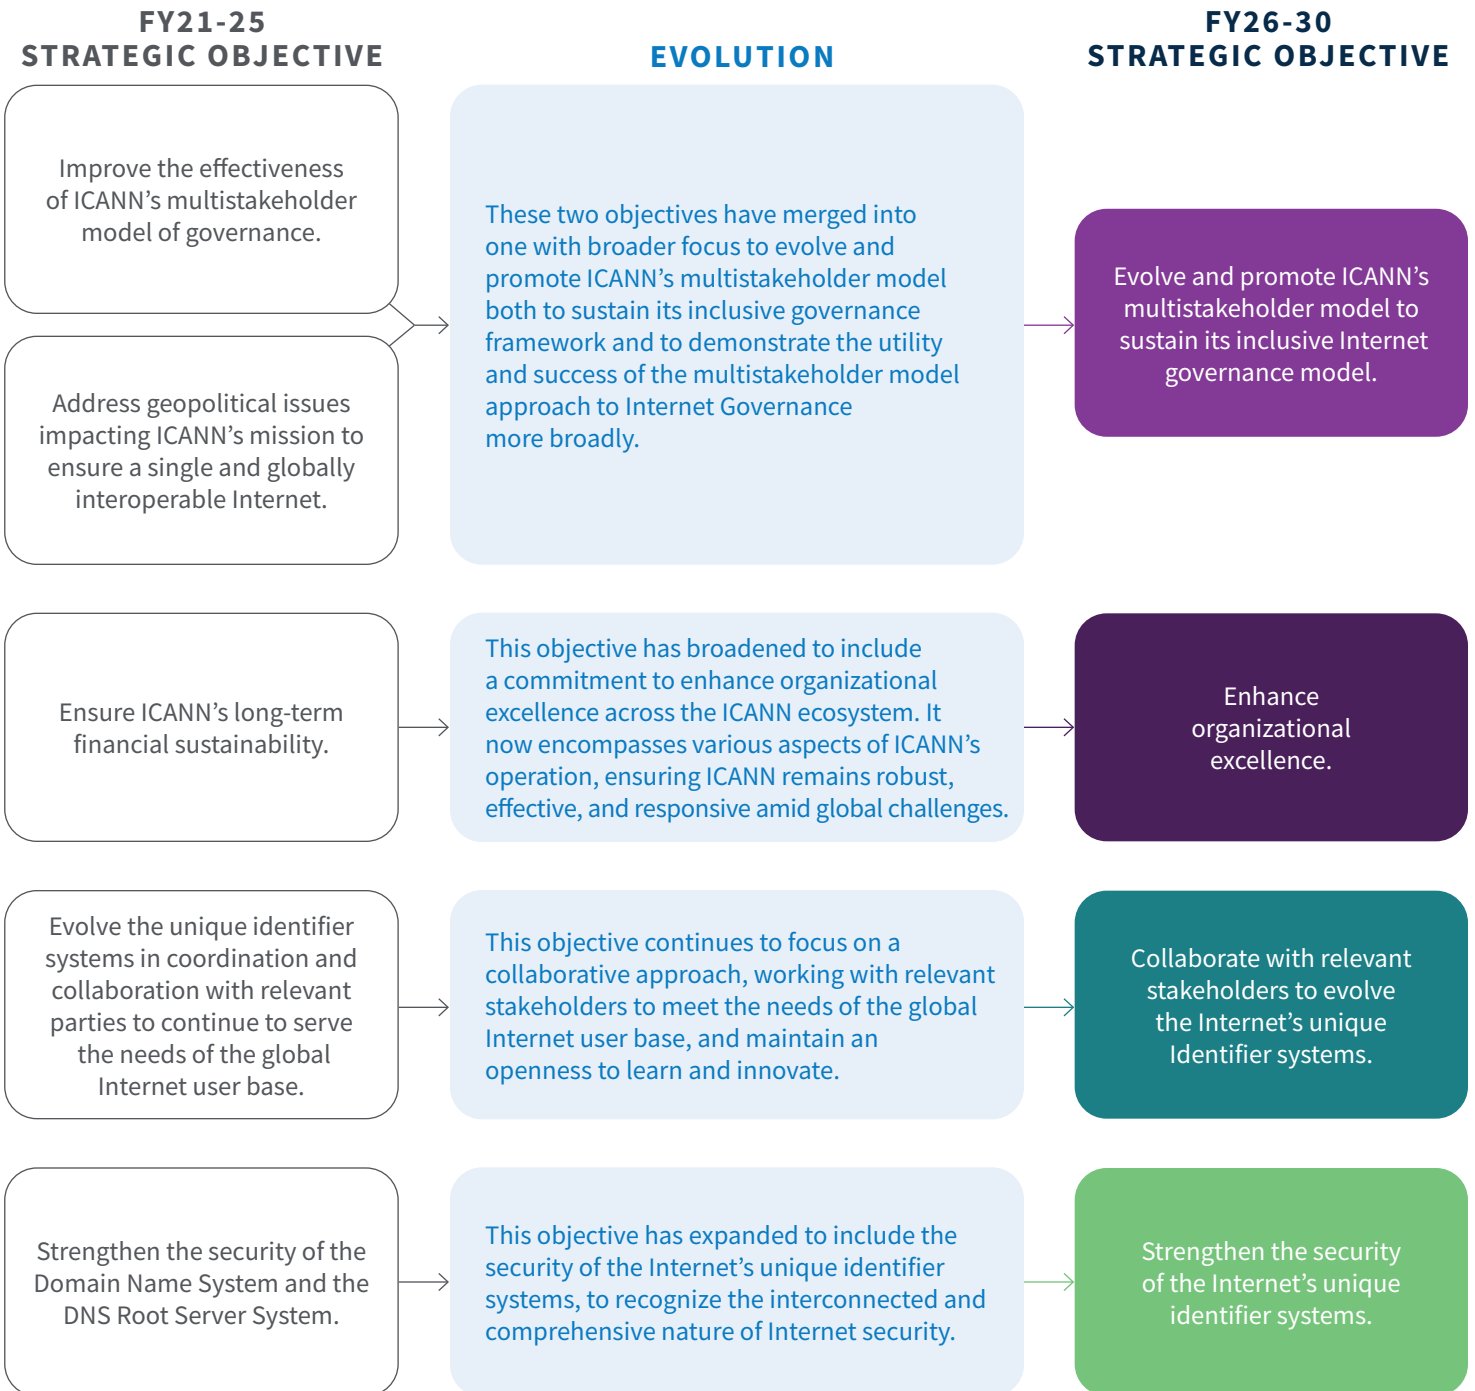 FY21-25
STRATEGIC OBJECTIVE
EVOLUTION
FY26-30
STRATEGIC OBJECTIVE
Improve the effectiveness
of ICANN’s multistakeholder
model of governance.
Address geopolitical issues
impacting ICANN’s mission to
ensure a single and globally
interoperable Internet.
These two objectives have merged into
one with broader focus to evolve and
promote ICANN’s multistakeholder model
both to sustain its inclusive governance
framework and to demonstrate the utility
and success of the multistakeholder model
approach to Internet Governance
more broadly.
Evolve and promote ICANN’s
multistakeholder model to
sustain its inclusive Internet
governance model.
Ensure ICANN’s long-term
financial sustainability.
This objective has broadened to include
a commitment to enhance organizational
excellence across the ICANN ecosystem. It
now encompasses various aspects of ICANN’s
operation, ensuring ICANN remains robust,
effective, and responsive amid global challenges.
Enhance
organizational
excellence.
Evolve the unique identifier
systems in coordination and
collaboration with relevant
parties to continue to serve
the needs of the global
Internet user base.
This objective continues to focus on a
collaborative approach, working with relevant
stakeholders to meet the needs of the global
Internet user base, and maintain an
openness to learn and innovate.
Collaborate with relevant
stakeholders to evolve
the Internet’s unique
Identifier systems.
Strengthen the security of the
Domain Name System and the
DNS Root Server System.
This objective has expanded to include the
security of the Internet’s unique identifier
systems, to recognize the interconnected and
comprehensive nature of Internet security.
Strengthen the security
of the Internet’s unique
identifier systems.